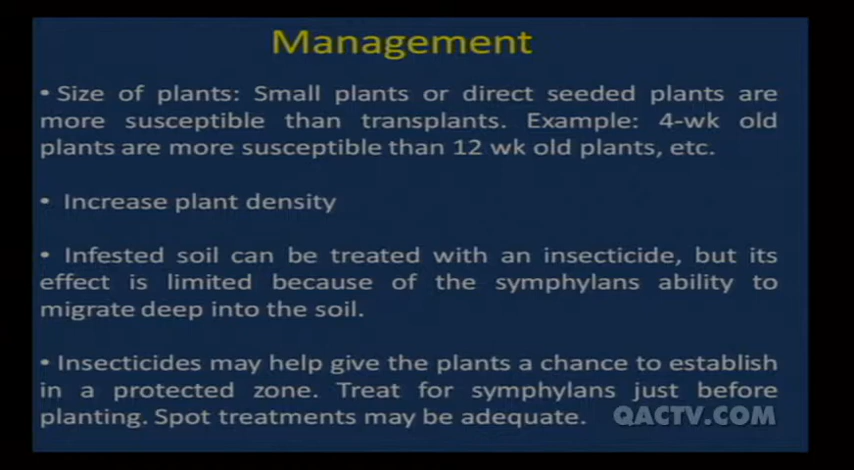 Management
• Size of plants: Small plants or direct seeded plants are
more susceptible than transplants. Example: 4-wk old
plants are more susceptible than 12 wk old plants, etc.
• Increase plant density
• Infested soil can be treated with an insecticide, but its
effect is limited because of the symphylans ability to
migrate deep into the soil.
• Insecticides may help give the plants a chance to establish
in a protected zone. Treat for symphylans just before
planting. Spot treatments may be adequate.
QACTV.COM